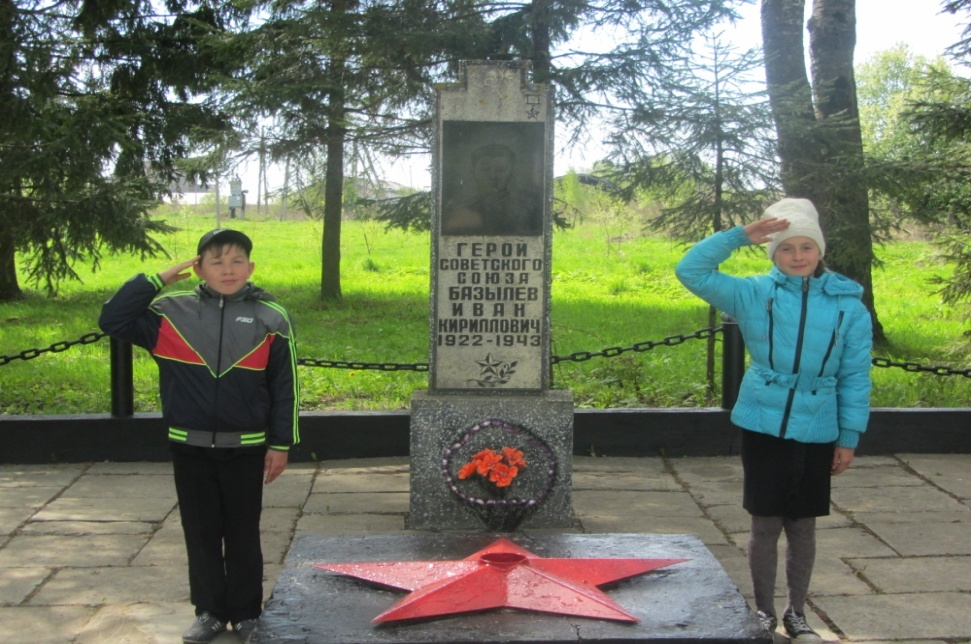 ГЕРОЙ
СОВЕТСКОГО
СОЮЗА
БАЗЫЛЕВ
ИВАН
КИРИЛЛОВИЧ
1922-1943